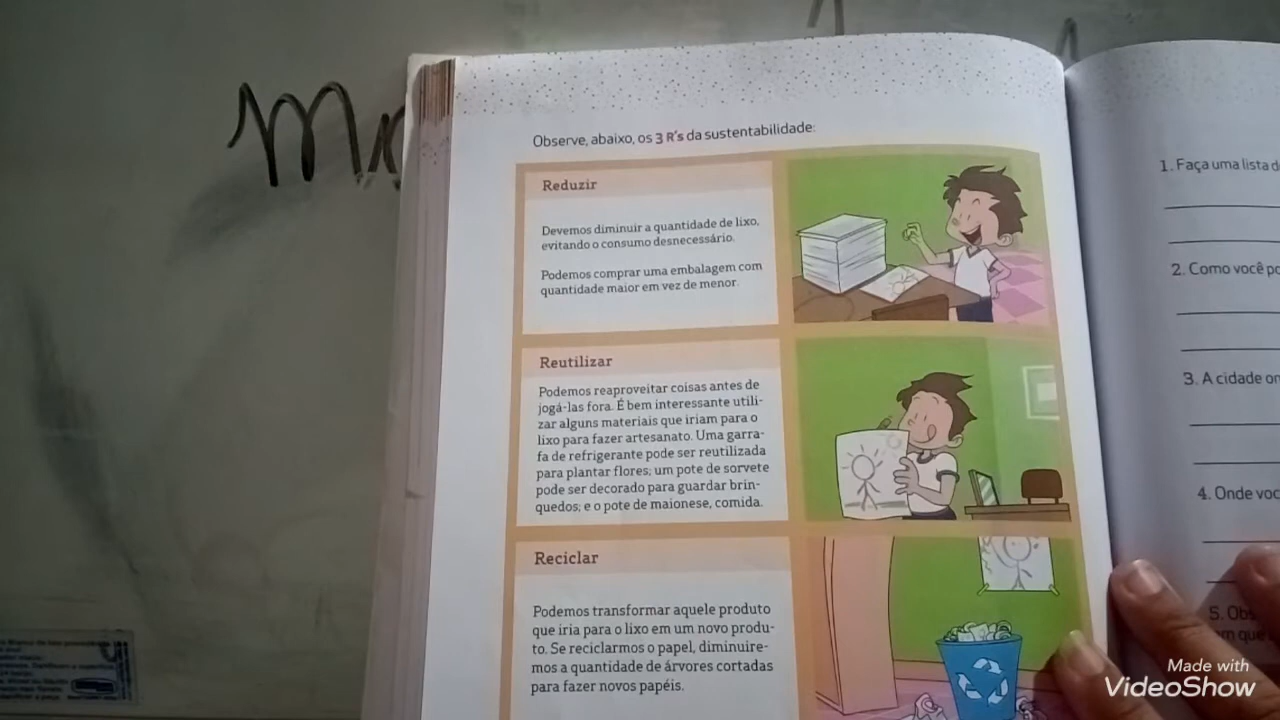 Observe, abaixo, os 3 R's da sustentabilidade:
Reduzir
Devemos diminuir a quantidade de lixo,
evitando o consumo desnecessário.
Podemos comprar uma embalagem com
quantidade maior em vez de menor.
Reutilizar
Podemos reaproveitar coisas antes de
jogá-las fora. É bem interessante utili-
zar alguns materiais que iriam para o
lixo para fazer artesanato. Uma garra-
fa de refrigerante pode ser reutilizada
para plantar flores; um pote de sorvete
pode ser decorado para guardar brin-
quedos; e o pote de maionese, comida.
Reciclar
Podemos transformar aquele produto
que iria para o lixo em um novo produ-
to. Se reciclarmos o papel, diminuire-
mos a quantidade de árvores cortadas
para fazer novos papéis.
1. Faça uma lista d
2. Como você po
3. A cidade on
4. Onde voc
5. Obs
em que
Made with
VideoShow